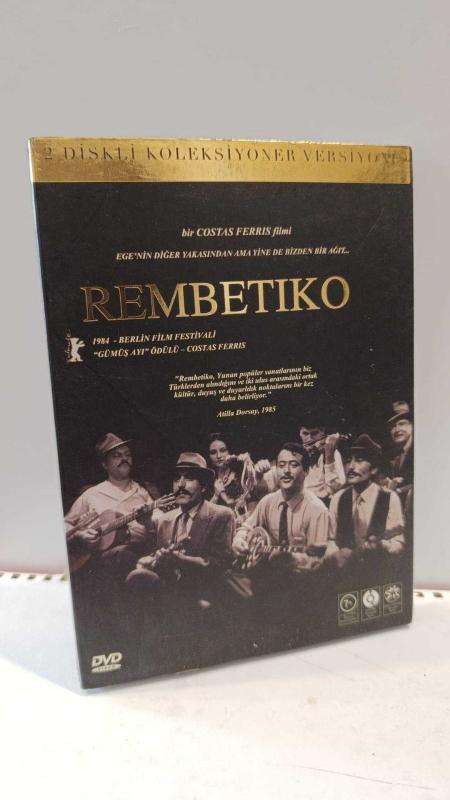 2 DİSKLİ KOLEKSİYONER VERSİYONU
bir COSTAS FERRIS filmi
EGE'NİN DİĞER YAKASINDAN AMA YİNE DE BİZDEN BİR AĞIT...
REMBETIKO
1984 - BERLİN FİLM FESTİVALİ
"GÜMÜŞ AYI" ÖDÜLÜ - COSTAS FERRIS
"Rembetiko, Yunan popüler sanatlarının biz
Türklerden alındığını ve iki ulus arasındaki ortak
kültür, duyuş ve duyarlılık noktalarını bir kez
daha belirliyor."
Atilla Dorsay, 1985
7+
DVD
VIDEO